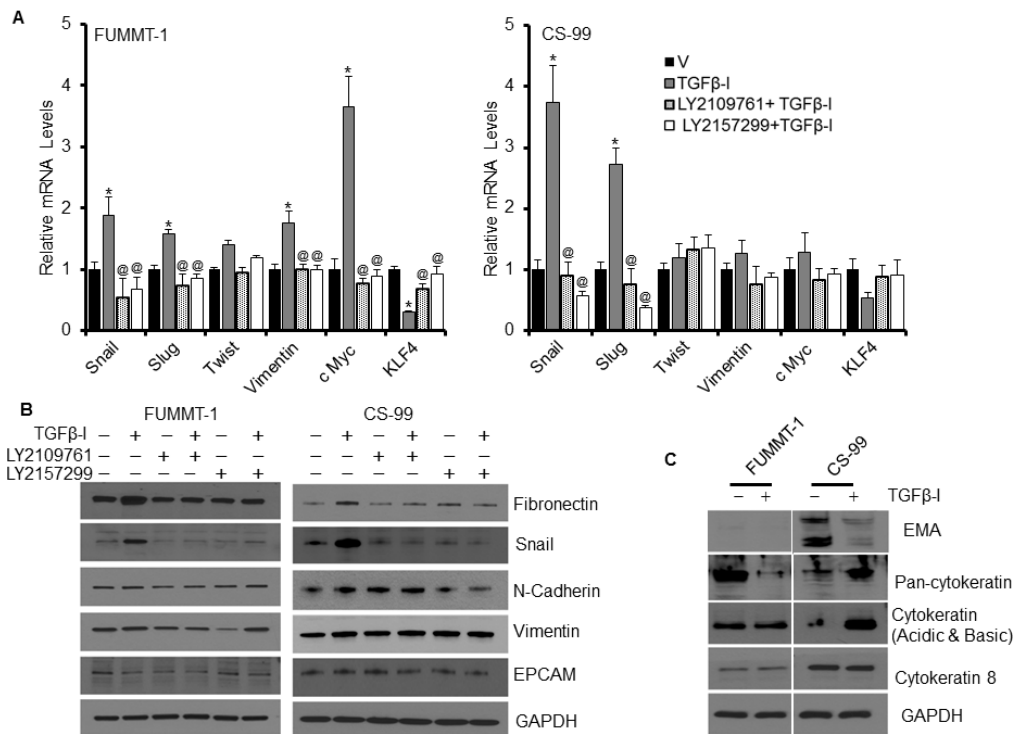 A
FUMMT-1
CS-99
Relative mRNA Levels
5
4
3
2
1
0
* * * * *
@ @ @ @ @ @ @ @ @ @
Snail Slug Twist Vimentin c Myc KLF4
Relative mRNA Levels
5
4
3
2
1
0
* *
@ @ @ @
Snail Slug Twist Vimentin c Myc KLF4
V
TGFβ-I
LY2109761+ TGFβ-I
LY2157299+TGFβ-I
B
FUMMT-1
CS-99
TGFβ-I – + – + – + – + – + – +
LY2109761 – – + + – – + +
LY2157299 – – + + – – + +
Fibronectin
Snail
N-Cadherin
Vimentin
EPCAM
GAPDH
C
FUMMT-1
CS-99
– + – + TGFβ-I
EMA
Pan-cytokeratin
Cytokeratin
(Acidic & Basic)
Cytokeratin 8
GAPDH